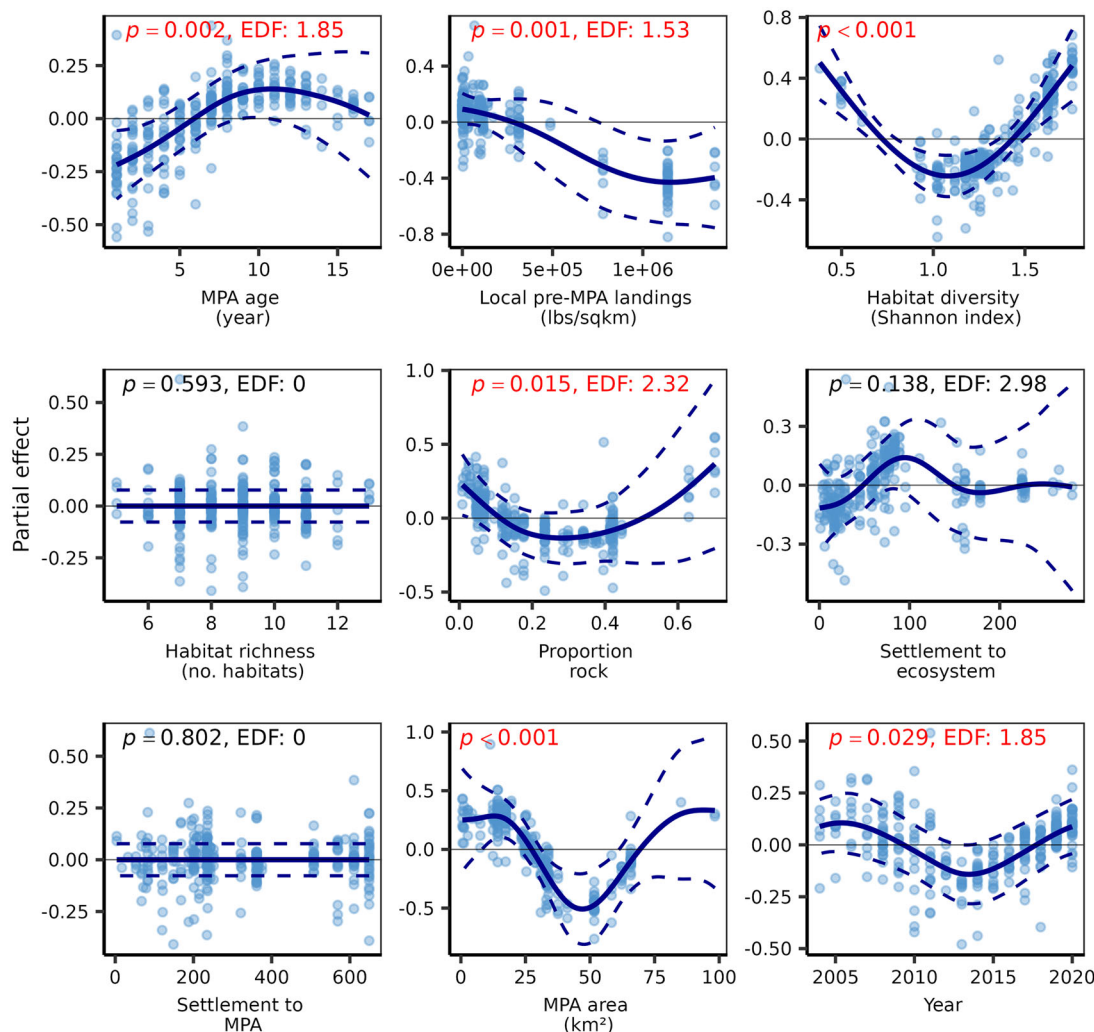 p = 0.002, EDF: 1.85
0.25
0.00
-0.25
-0.50
5
10
15
MPA age
(year)
p = 0.001, EDF: 1.53
0.4
0.0
-0.4
-0.8
0e+00
5e+05
1e+06
Local pre-MPA landings
(lbs/sqkm)
p < 0.001
0.8
0.4
0.0
-0.4
0.5
1.0
1.5
Habitat diversity
(Shannon index)
Partial effect
p = 0.593, EDF: 0
0.50
0.25
0.00
-0.25
6
8
10
12
Habitat richness
(no. habitats)
p = 0.015, EDF: 2.32
1.0
0.5
0.0
-0.5
0.0
0.2
0.4
0.6
Proportion
rock
p = 0.138, EDF: 2.98
0.3
0.0
-0.3
0
100
200
Settlement to
ecosystem
p = 0.802, EDF: 0
0.50
0.25
0.00
-0.25
0
200
400
600
Settlement to
MPA
p < 0.001
1.0
0.5
0.0
-0.5
0
25
50
75
100
MPA area
(km²)
p = 0.029, EDF: 1.85
0.50
0.25
0.00
-0.25
-0.50
2005
2010
2015
2020
Year